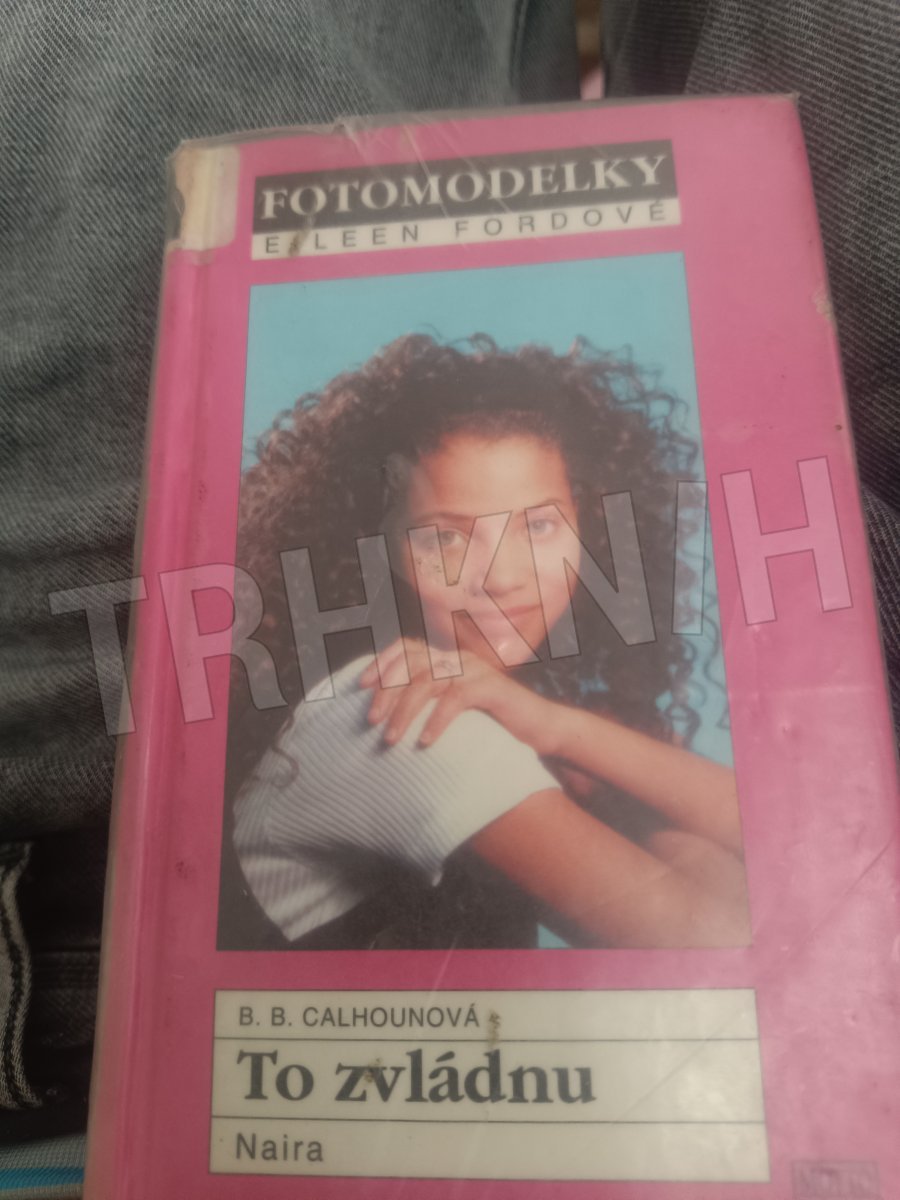 FOTOMODELKY
EILEEN FORDOVÉ
TRHKNIH
B. B. CALHOUNOVÁ
To zvládnu
Naira